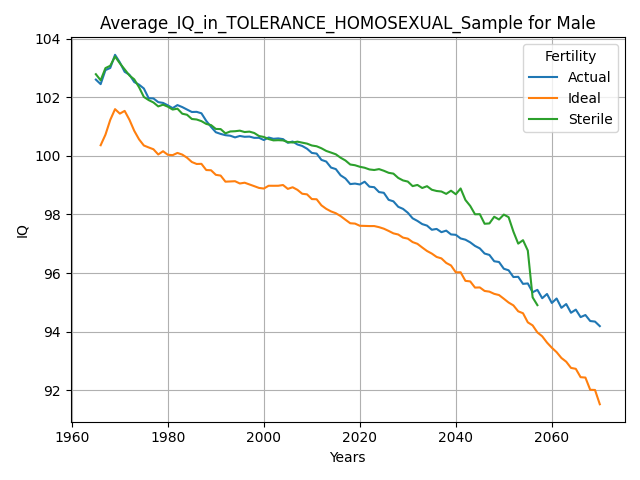 Average_IQ_in_TOLERANCE_HOMOSEXUAL_Sample for Male
104
102
100
98
96
94
92
IQ
1960
1980
2000
2020
2040
2060
Years
Fertility
Actual
Ideal
Sterile